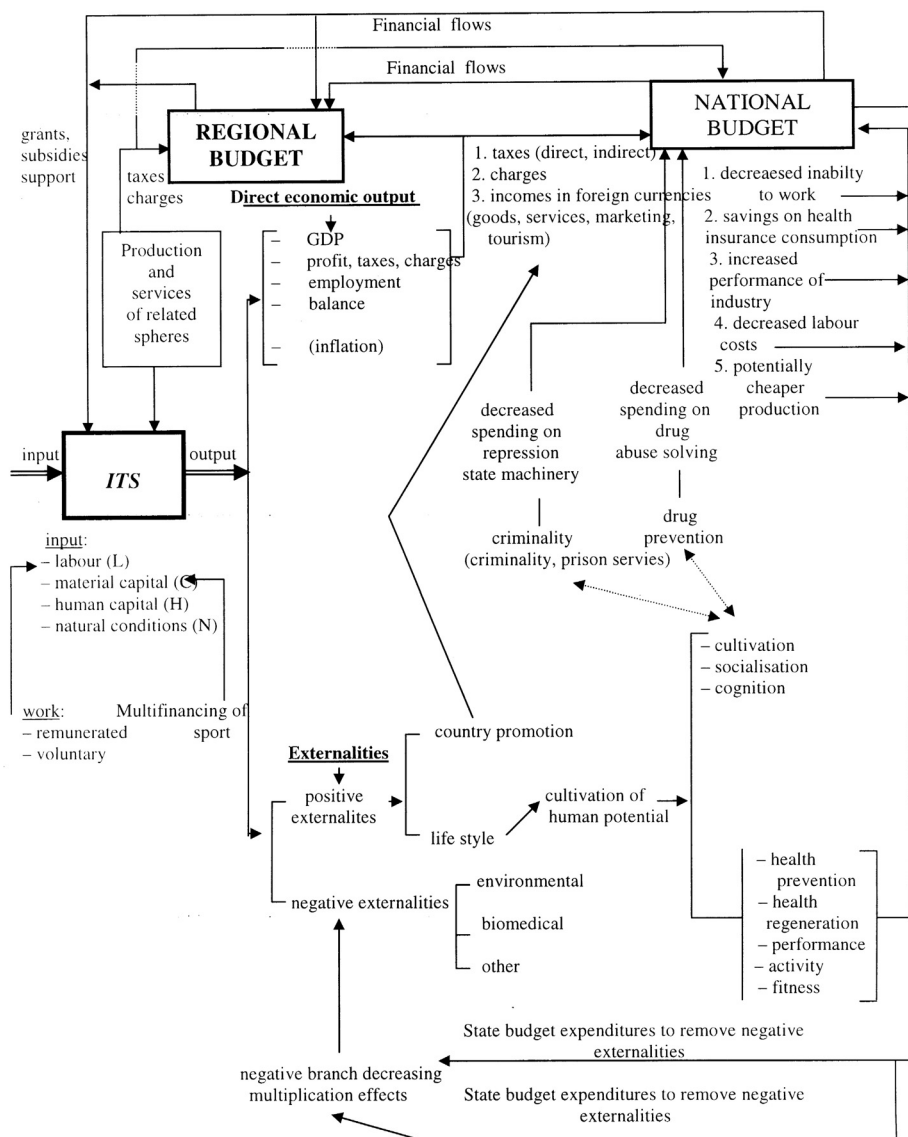 Financial flows
Financial flows
NATIONAL
BUDGET
REGIONAL
BUDGET
grants,
subsidies
support
taxes
charges
1. taxes (direct, indirect)
2. charges
3. incomes in foreign currencies
(goods, services, marketing,
tourism)
1. decreaesed inabilty
to work
2. savings on health
insurance consumption
3. increased
performance of
industry
4. decreased labour
costs
5. potentially
cheaper
production
Direct economic output
– GDP
– profit, taxes, charges
– employment
– balance
– (inflation)
Production
and
services
of related
spheres
decreased
spending on
repression
state machinery
decreased
spending on
drug
abuse solving
input
ITS
output
criminality
(criminality, prison servies)
drug
prevention
input:
– labour (L)
– material capital (C)
– human capital (H)
– natural conditions (N)
– cultivation
– socialisation
– cognition
work:
– remunerated
– voluntary
Multifinancing of
sport
country promotion
Externalities
positive
externalites
cultivation of
human potential
life style
– health
prevention
– health
regeneration
– performance
– activity
– fitness
negative externalities
environmental
biomedical
other
State budget expenditures to remove negative
externalities
negative branch decreasing
multiplication effects
State budget expenditures to remove negative
externalities